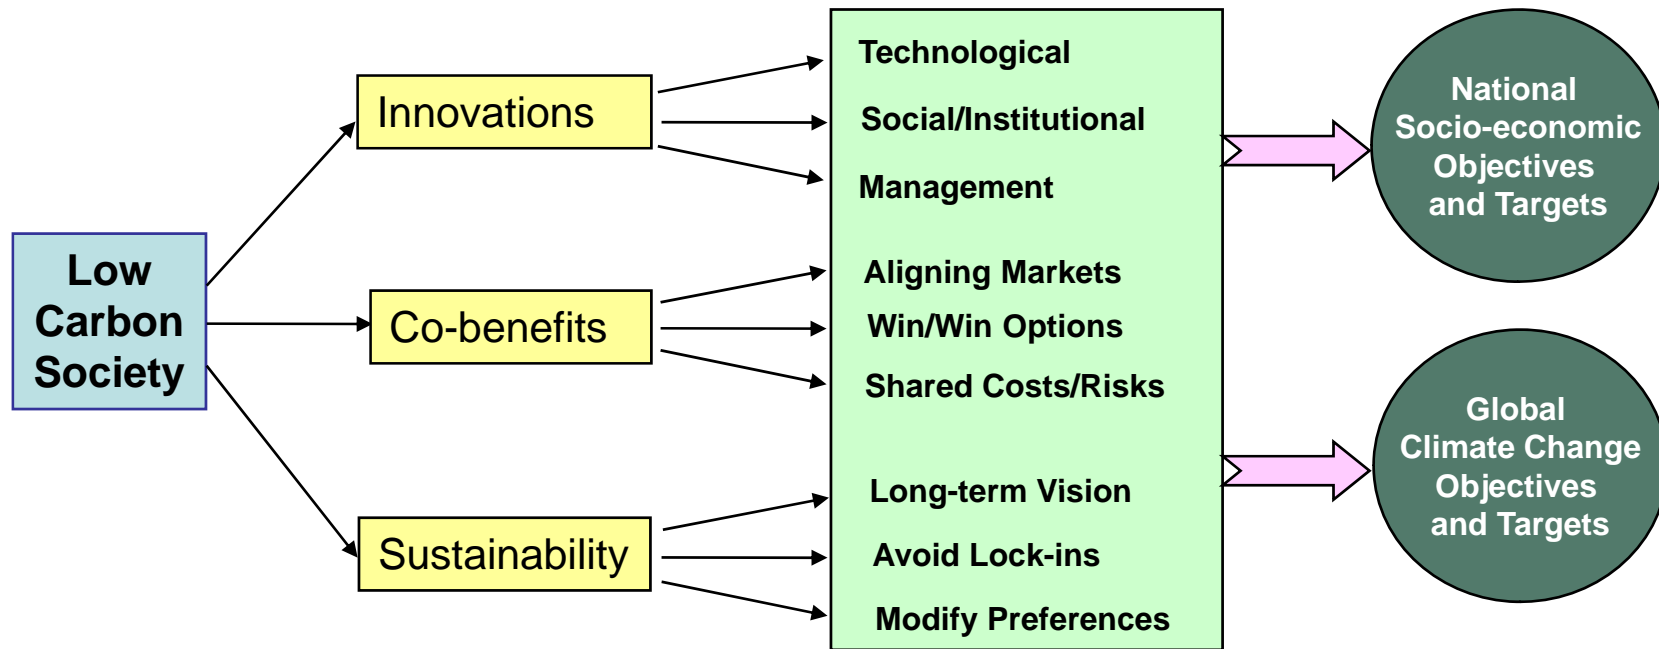 Low
Carbon
Society
Innovations
Co-benefits
Sustainability
Technological
Social/Institutional
Management
Aligning Markets
Win/Win Options
Shared Costs/Risks
Long-term Vision
Avoid Lock-ins
Modify Preferences
National
Socio-economic
Objectives
and Targets
Global
Climate Change
Objectives
and Targets